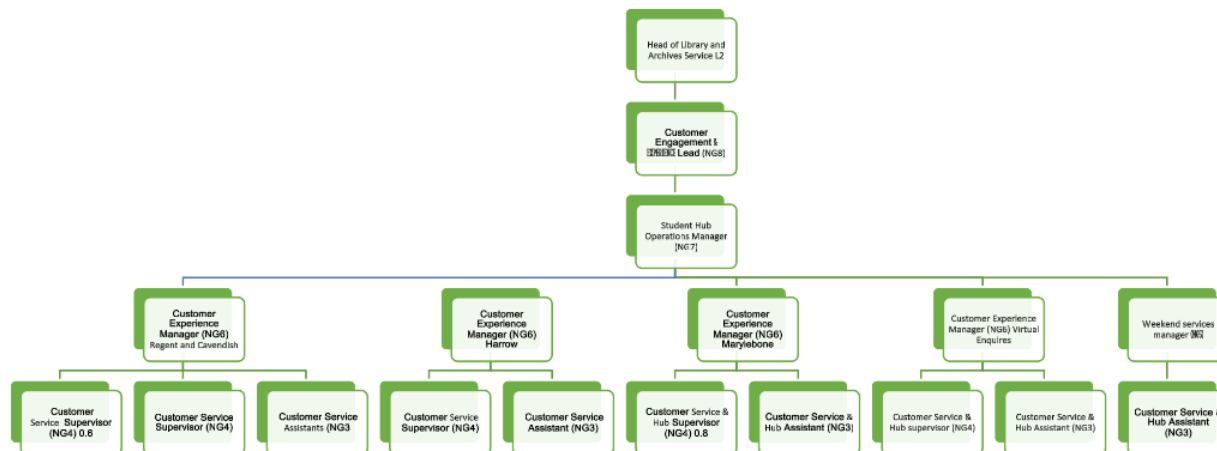 Head of Library and
Archives Service L2
Customer
Engagement &
Lead (NG8)
Student Hub
Operations Manager
(NG7)
Customer
Experience
Manager (NG6)
Regent and Cavendish
Customer
Experience
Manager (NG6)
Harrow
Customer
Experience
Manager (NG6)
Marylebone
Customer Experience
Manager (NG6) Virtual
Enquires
Weekend services
manager
Customer
Service Supervisor
(NG4) 0.6
Customer Service
Supervisor (NG4)
Customer Service
Assistants (NG3
Customer Service
Supervisor (NG4)
Customer Service
Assistant (NG3)
Customer Service &
Hub Supervisor
(NG4) 0.8
Customer Service &
Hub Assistant (NG3)
Customer Service &
Hub supervisor (NG4)
Customer Service &
Hub Assistant (NG3)
Customer Service &
Hub Assistant
(NG3)